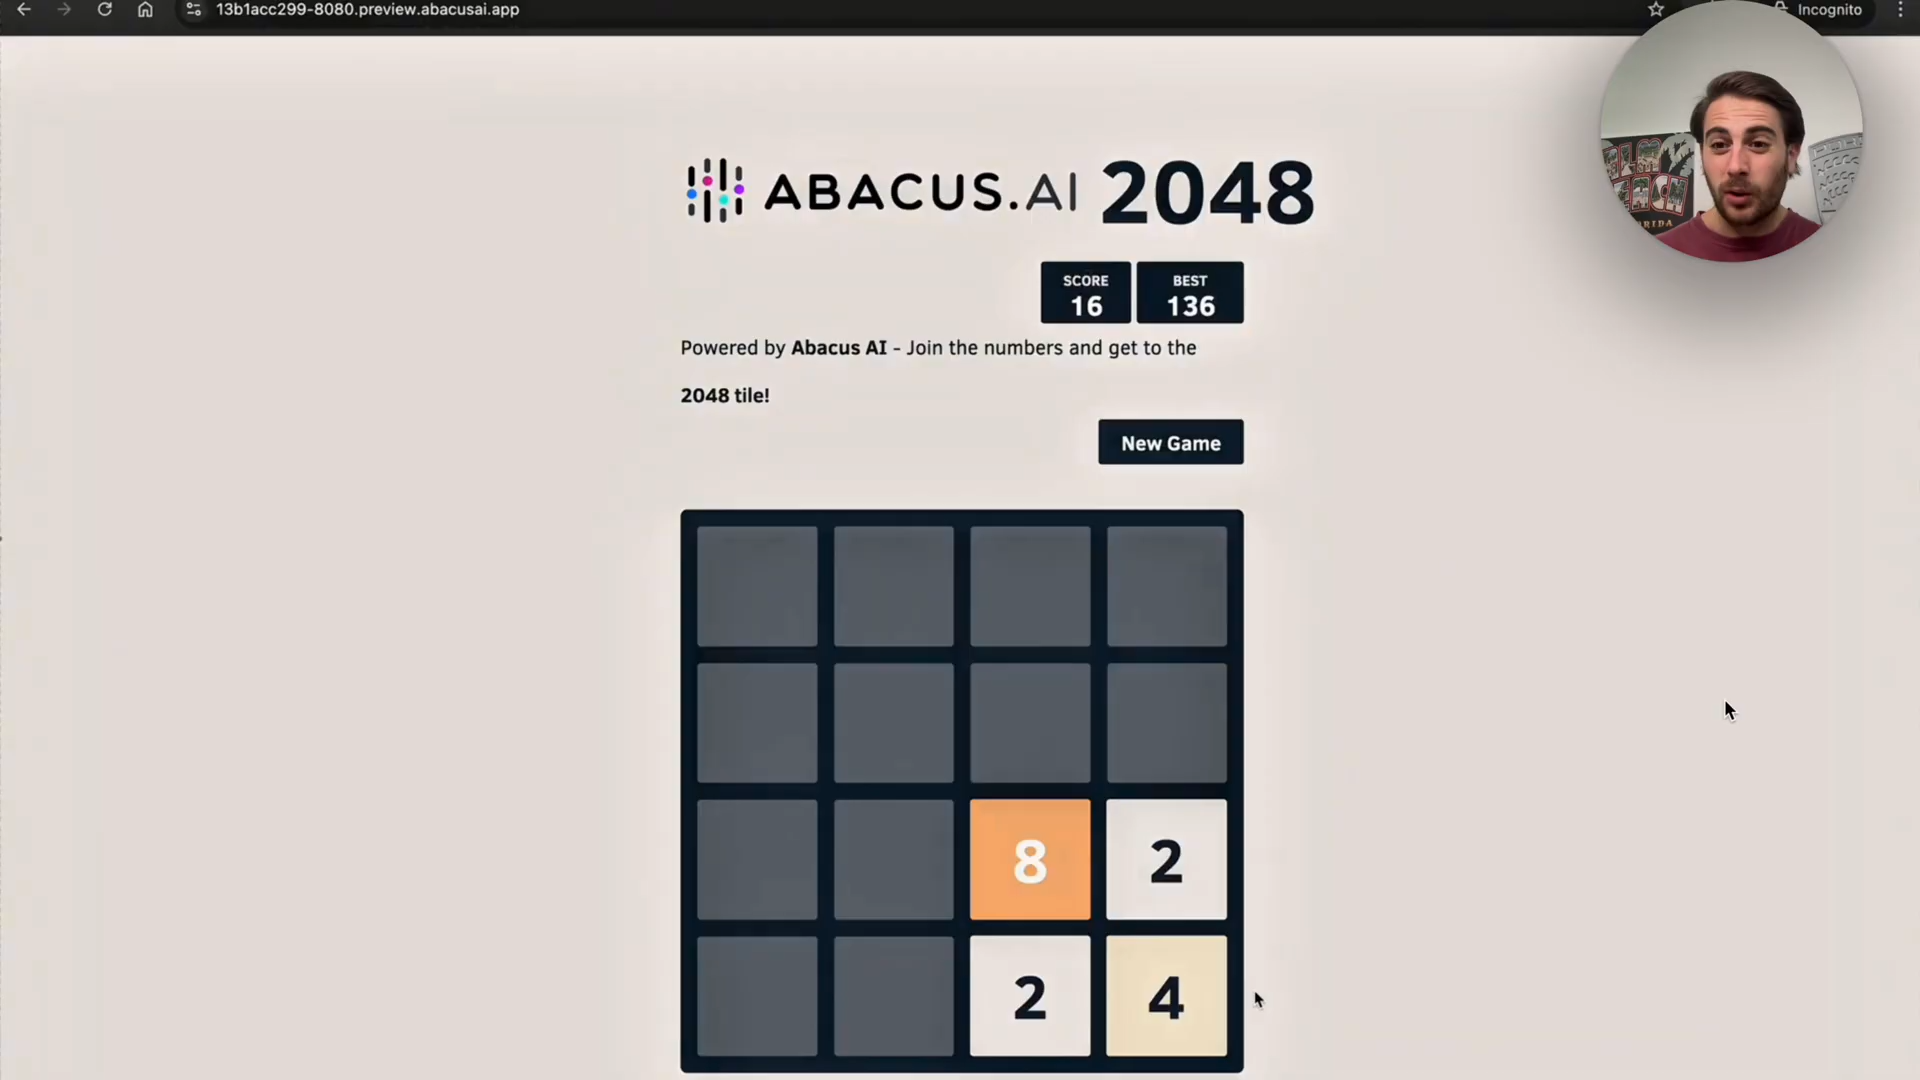 13b1acc299-8080.preview.abacusai.app
Incognito
ABACUS.AI 2048
SCORE BEST
16 136
Powered by Abacus AI - Join the numbers and get to the
2048 tile!
New Game
8 2
2 4